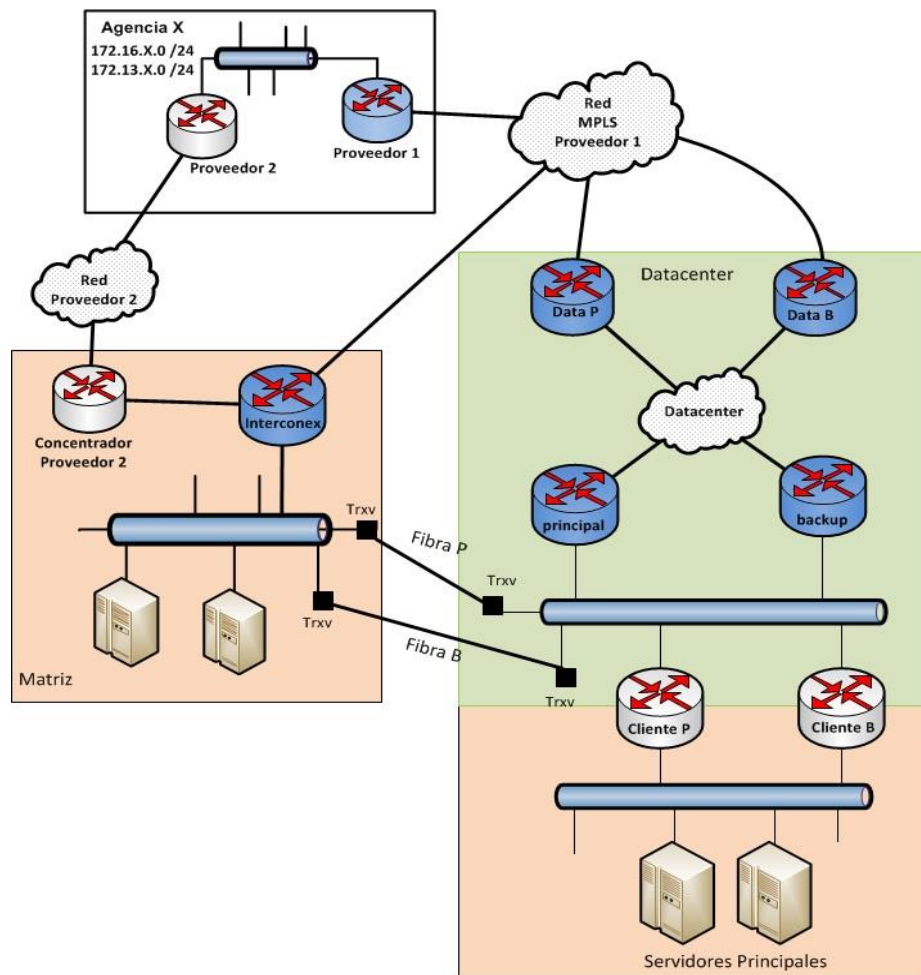 Agencia X
172.16.X.0 /24
172.13.X.0 /24
Proveedor 2
Proveedor 1
Red
MPLS
Proveedor 1
Red
Proveedor 2
Datacenter
Data P
Data B
Datacenter
Concentrador
Proveedor 2
Interconex
principal
backup
Trxv
Fibra P
Trxv
Trxv
Fibra B
Trxv
Matriz
Cliente P
Cliente B
Servidores Principales